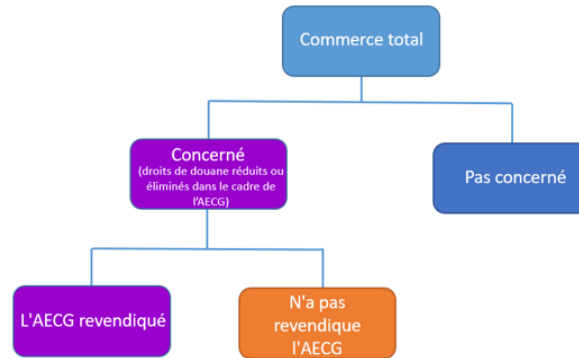 Commerce total
Concerné
(droits de douane réduits ou
éliminés dans le cadre de
l'AECG)
Pas concerné
L'AECG revendiqué
N'a pas
revendique
l'AECG